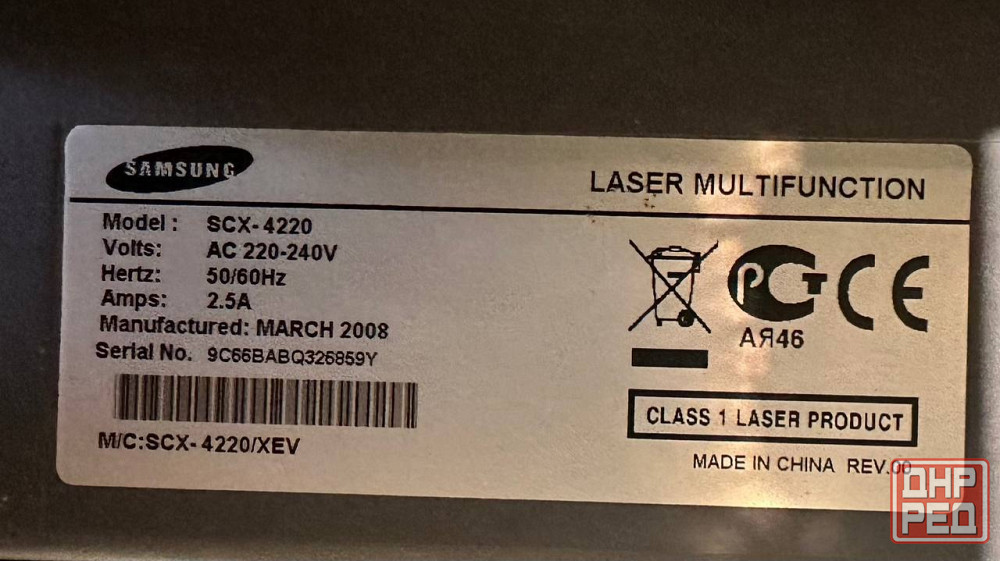 SAMSUNG
LASER MULTIFUNCTION
Model : SCX-4220
Volts: AC 220-240V
Hertz: 50/60Hz
Amps: 2.5A
Manufactured: MARCH 2008
Serial No. 9C66BABQ326859Y
M/C:SCX-4220/XEV
РСТ
CE
АЯ46
CLASS 1 LASER PRODUCT
MADE IN CHINA REV.00
ДНР
РЕД